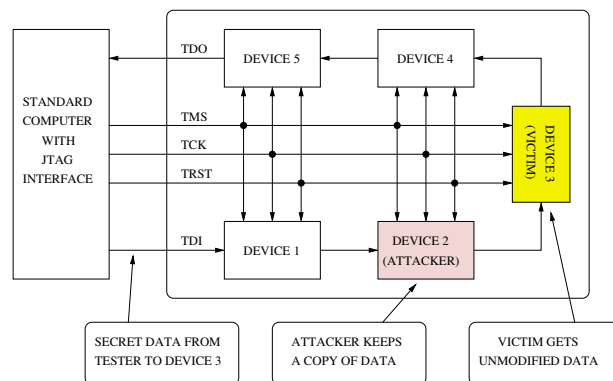 TDO
DEVICE 5
DEVICE 4
STANDARD
COMPUTER
WITH
JTAG
INTERFACE
TMS
TCK
TRST
DEVICE 3
(VICTIM)
TDI
DEVICE 1
DEVICE 2
(ATTACKER)
SECRET DATA FROM
TESTER TO DEVICE 3
ATTACKER KEEPS
A COPY OF DATA
VICTIM GETS
UNMODIFIED DATA